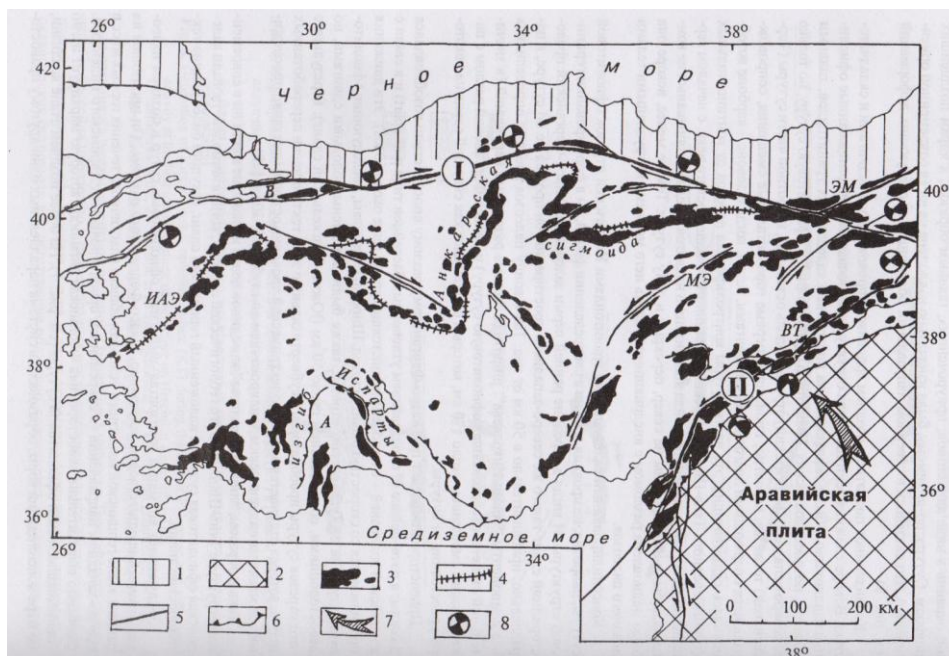 26° 30° 34° 38°
42°
Черное море
40° 40°
I
В
ЭМ
Анкарская
сигмоида
ИАЭ
МЭ
38° 38°
ВТ
II
изгиб
Испарты
А
36° 36°
Аравийская
плита
Средиземное море
26° 34°
1 2 3 4
0 100 200 км
5 6 7 8
38°